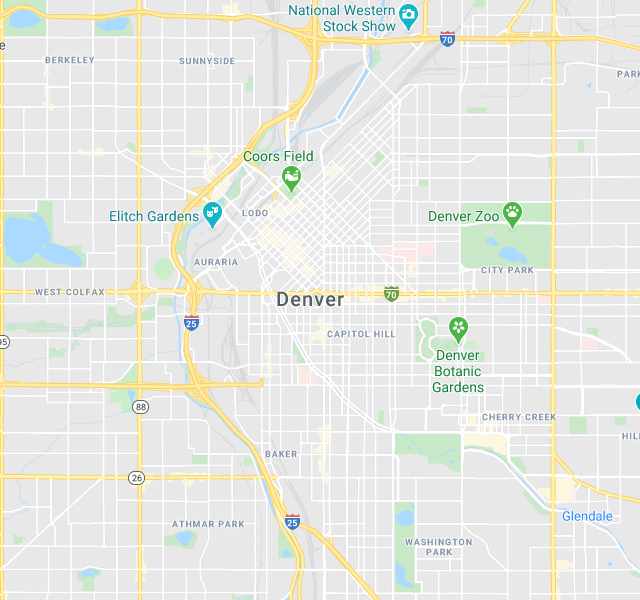 National Western
Stock Show
70
e
BERKELEY
SUNNYSIDE
PARK
Coors Field
Elitch Gardens
LODO
Denver Zoo
AURARIA
CITY PARK
WEST COLFAX
Denver
70
25
95
CAPITOL HILL
Denver
Botanic
Gardens
88
CHERRY CREEK
HIL
BAKER
26
Glendale
ATHMAR PARK
25
WASHINGTON
PARK